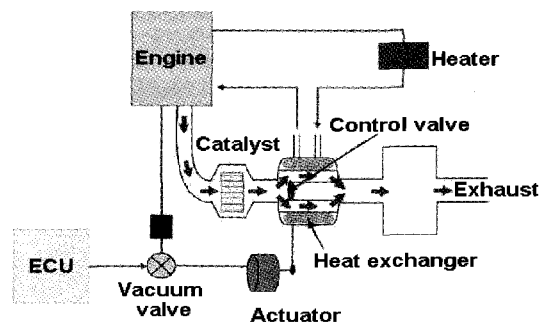 Engine
Heater
Catalyst
Control valve
Exhaust
ECU
Heat exchanger
Vacuum
valve
Actuator